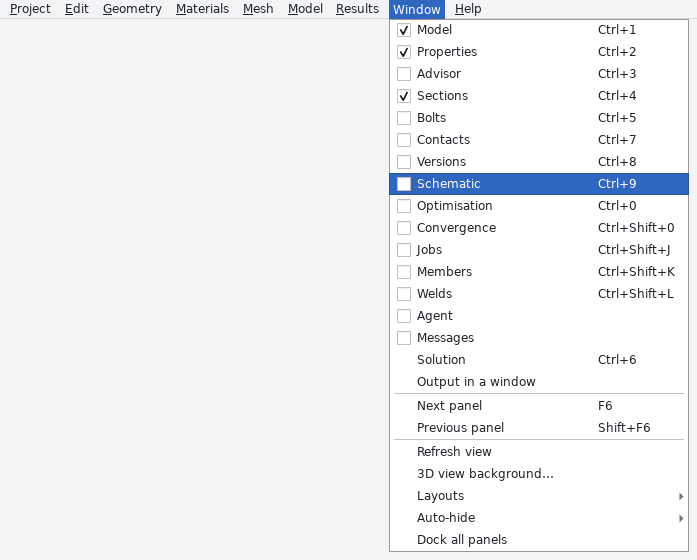 Project Edit Geometry Materials Mesh Model Results Window Help
Model Ctrl+1
Properties Ctrl+2
Advisor Ctrl+3
Sections Ctrl+4
Bolts Ctrl+5
Contacts Ctrl+7
Versions Ctrl+8
Schematic Ctrl+9
Optimisation Ctrl+0
Convergence Ctrl+Shift+0
Jobs Ctrl+Shift+J
Members Ctrl+Shift+K
Welds Ctrl+Shift+L
Agent
Messages
Solution Ctrl+6
Output in a window
Next panel F6
Previous panel Shift+F6
Refresh view
3D view background...
Layouts
Auto-hide
Dock all panels